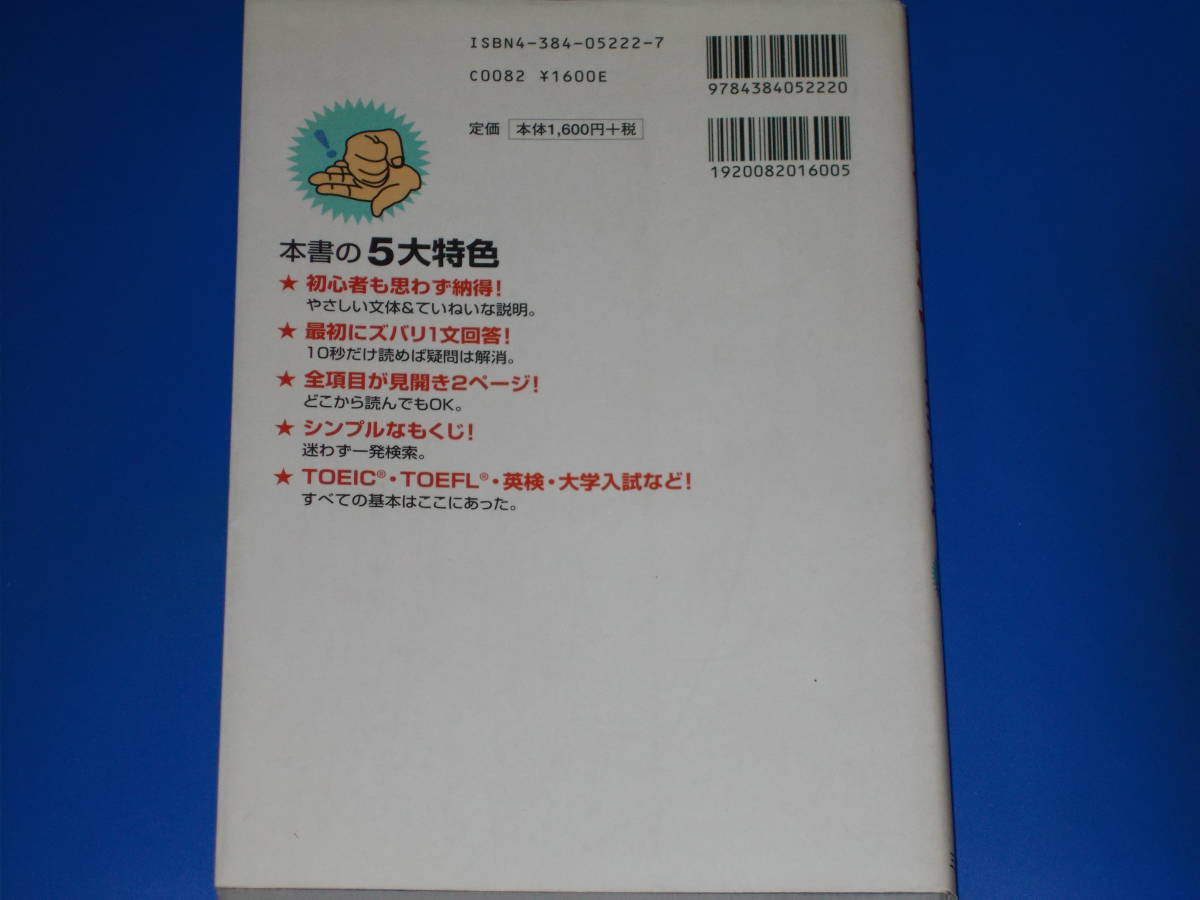 ISBN4-384-05222-7
C0082 ¥1600E
9784384052220
定価 本体1,600円+税
1920082016005
!
本書の5大特色
★ 初心者も思わず納得!
やさしい文体&ていねいな説明。
★ 最初にズバリ1文回答!
10秒だけ読めば疑問は解消。
★ 全項目が見開き2ページ!
どこから読んでもOK。
★ シンプルなもくじ!
迷わず一発検索。
★ TOEIC®・TOEFL®・英検・大学入試など!
すべての基本はここにあった。